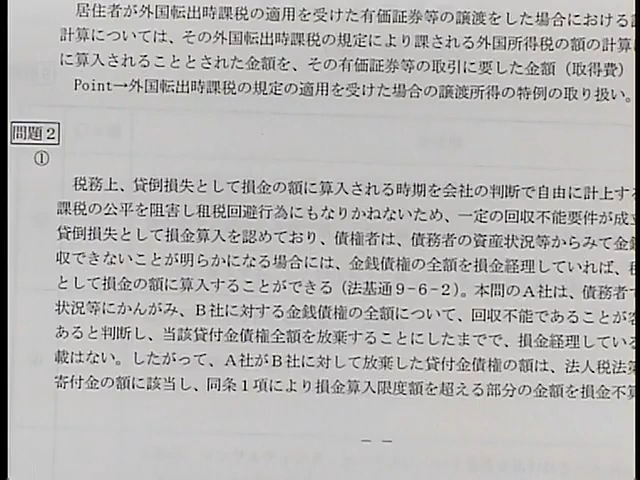 居住者が外国転出時課税の適用を受けた有価証券等の譲渡をした場合における
計算については、その外国転出時課税の規定により課される外国所得税の額の計算
に算入されることとされた金額を、その有価証券等の取引に要した金額(取得費)
Point→外国転出時課税の規定の適用を受けた場合の譲渡所得の特例の取り扱い。
問題2
①
税務上、貸倒損失として損金の額に算入される時期を会社の判断で自由に計上す
課税の公平を阻害し租税回避行為にもなりかねないため、一定の回収不能要件が成
貸倒損失として損金算入を認めており、債権者は、債務者の資産状況等からみて金
収できないことが明らかになる場合には、金銭債権の全額を損金経理していれば、
として損金の額に算入することができる(法基通9-6-2)。本問のA社は、債務者
状況等にかんがみ、B社に対する金銭債権の全額について、回収不能であることが
あると判断し、当該貸付金債権全額を放棄することにしたまでで、損金経理してい
載はない。したがって、A社がB社に対して放棄した貸付金債権の額は、法人税法
寄付金の額に該当し、同条1項により損金算入限度額を超える部分の金額を損金不
– –